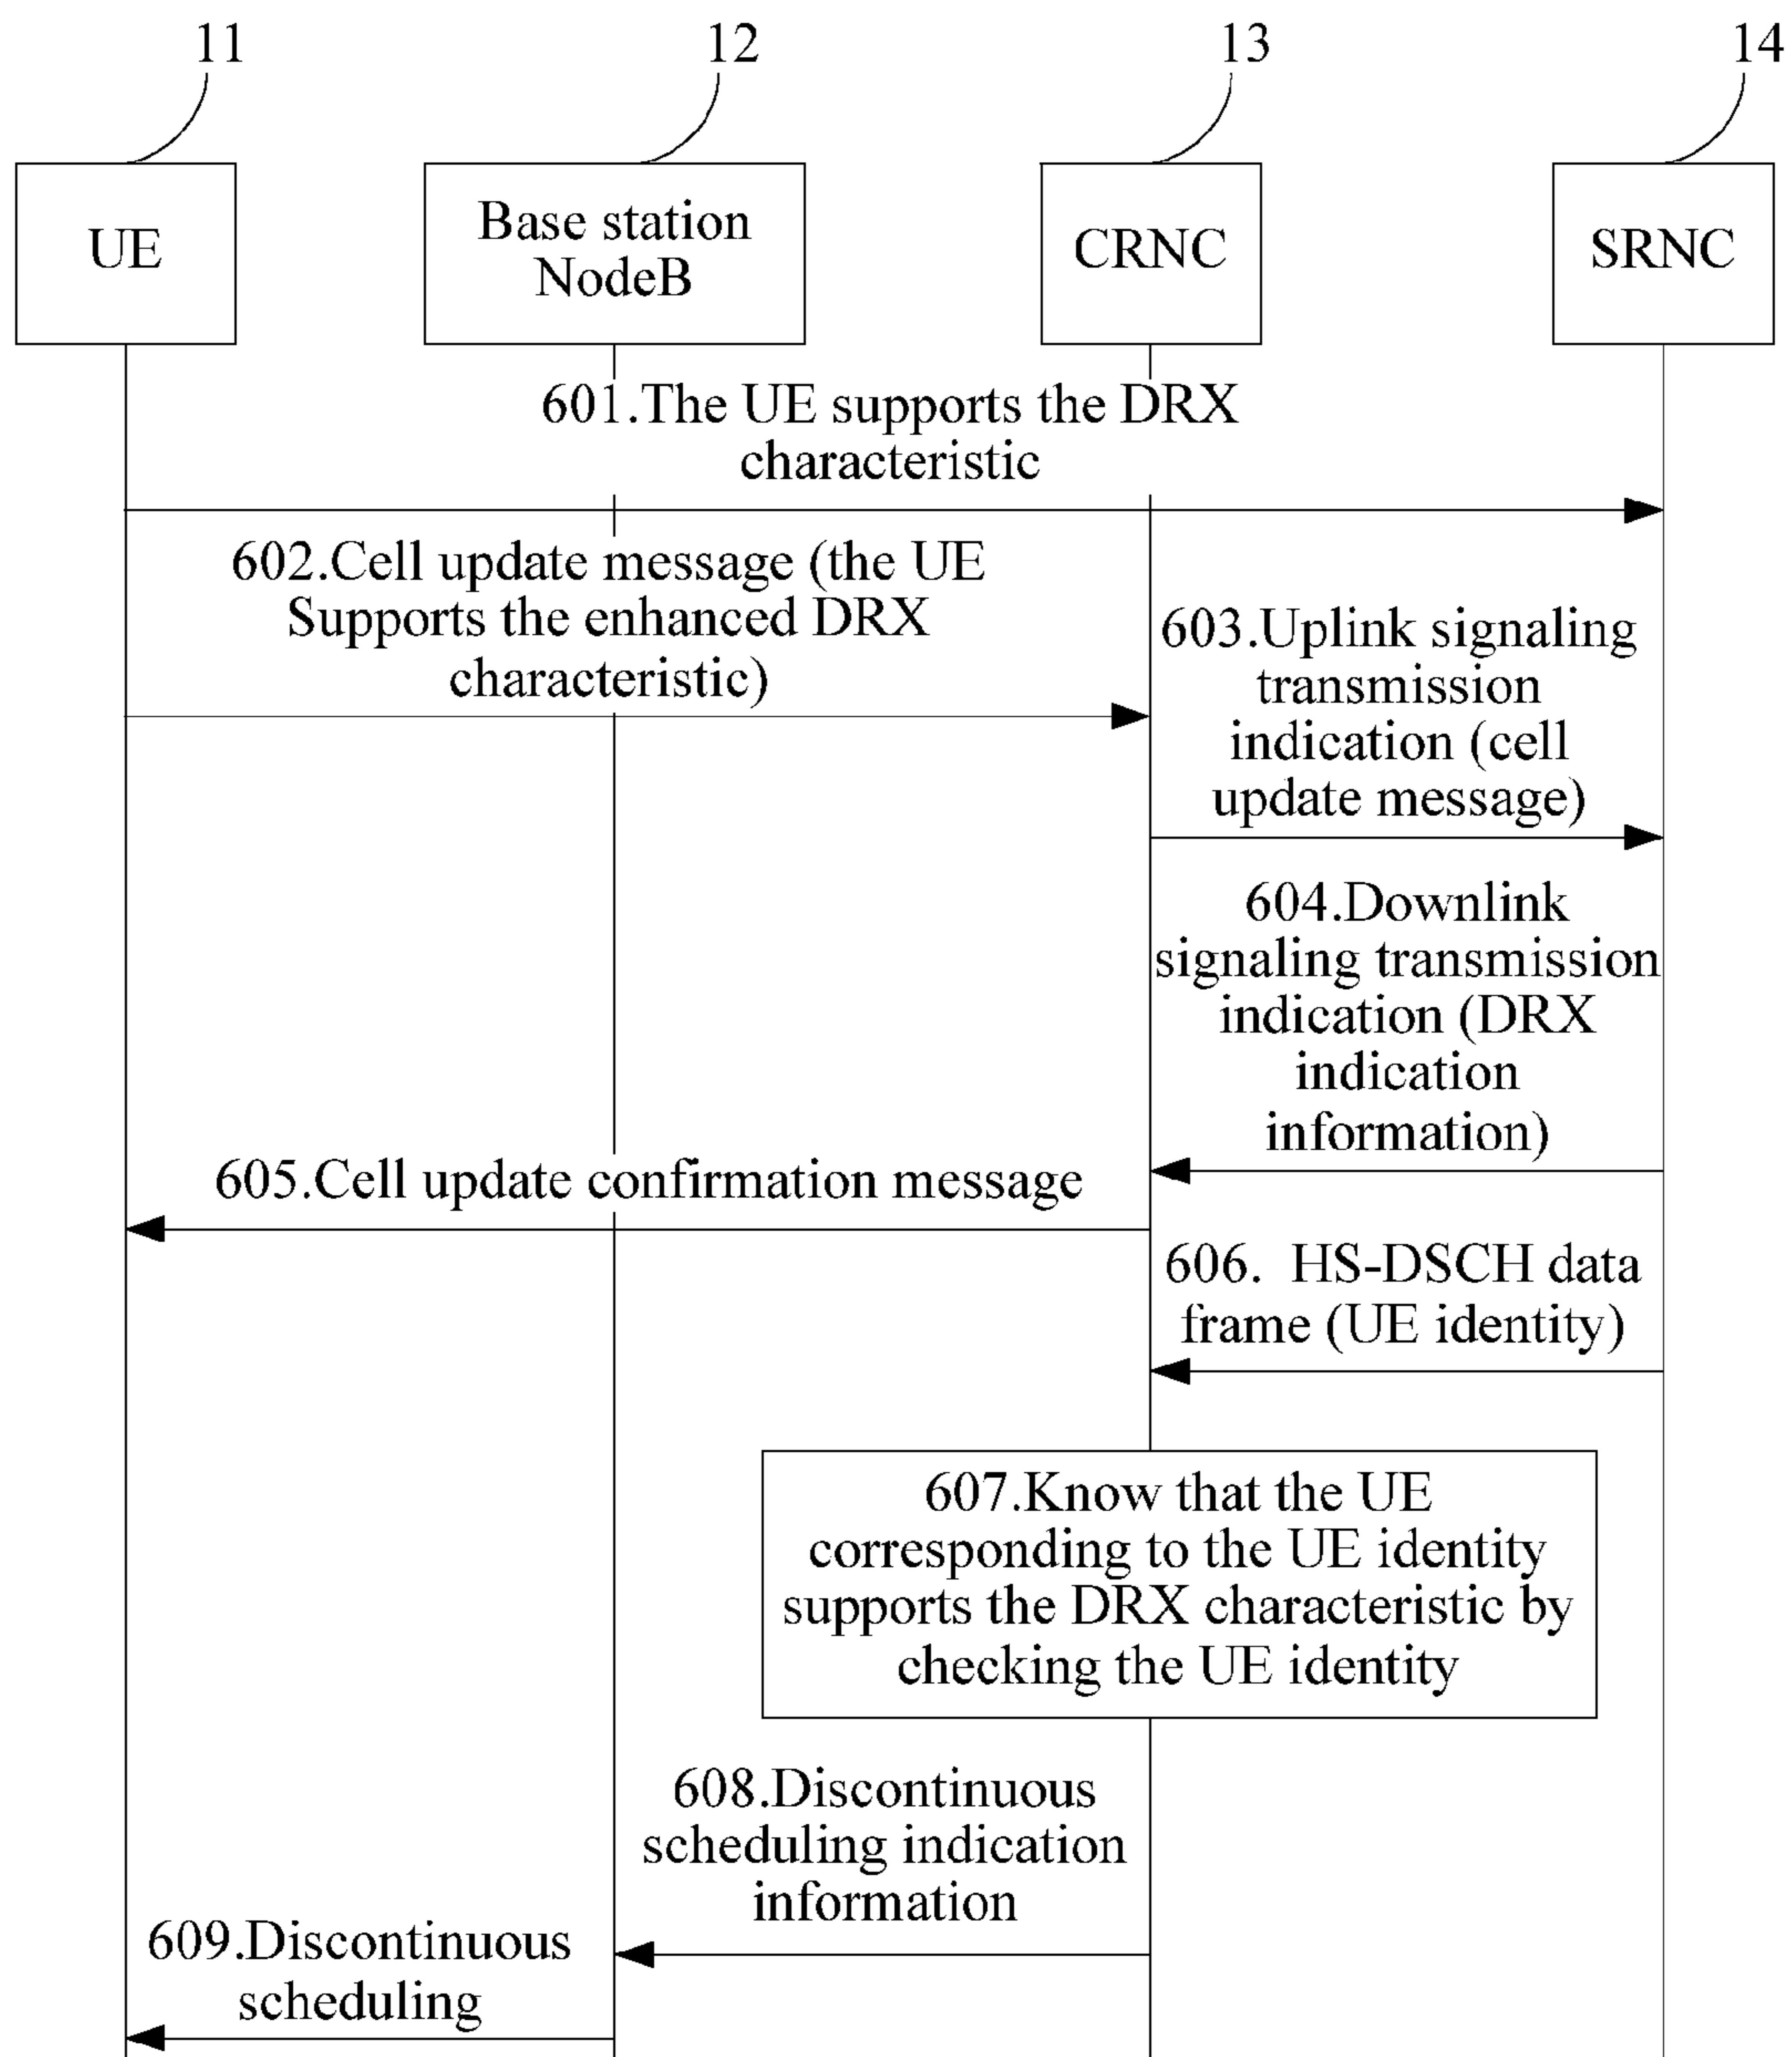 11
12
13
14
UE
Base station
NodeB
CRNC
SRNC
601.The UE supports the DRX
characteristic
602.Cell update message (the UE
Supports the enhanced DRX
characteristic)
603.Uplink signaling
transmission
indication (cell
update message)
604.Downlink
signaling transmission
indication (DRX
indication
information)
605.Cell update confirmation message
606. HS-DSCH data
frame (UE identity)
607.Know that the UE
corresponding to the UE identity
supports the DRX characteristic by
checking the UE identity
608.Discontinuous
scheduling indication
information
609.Discontinuous
scheduling